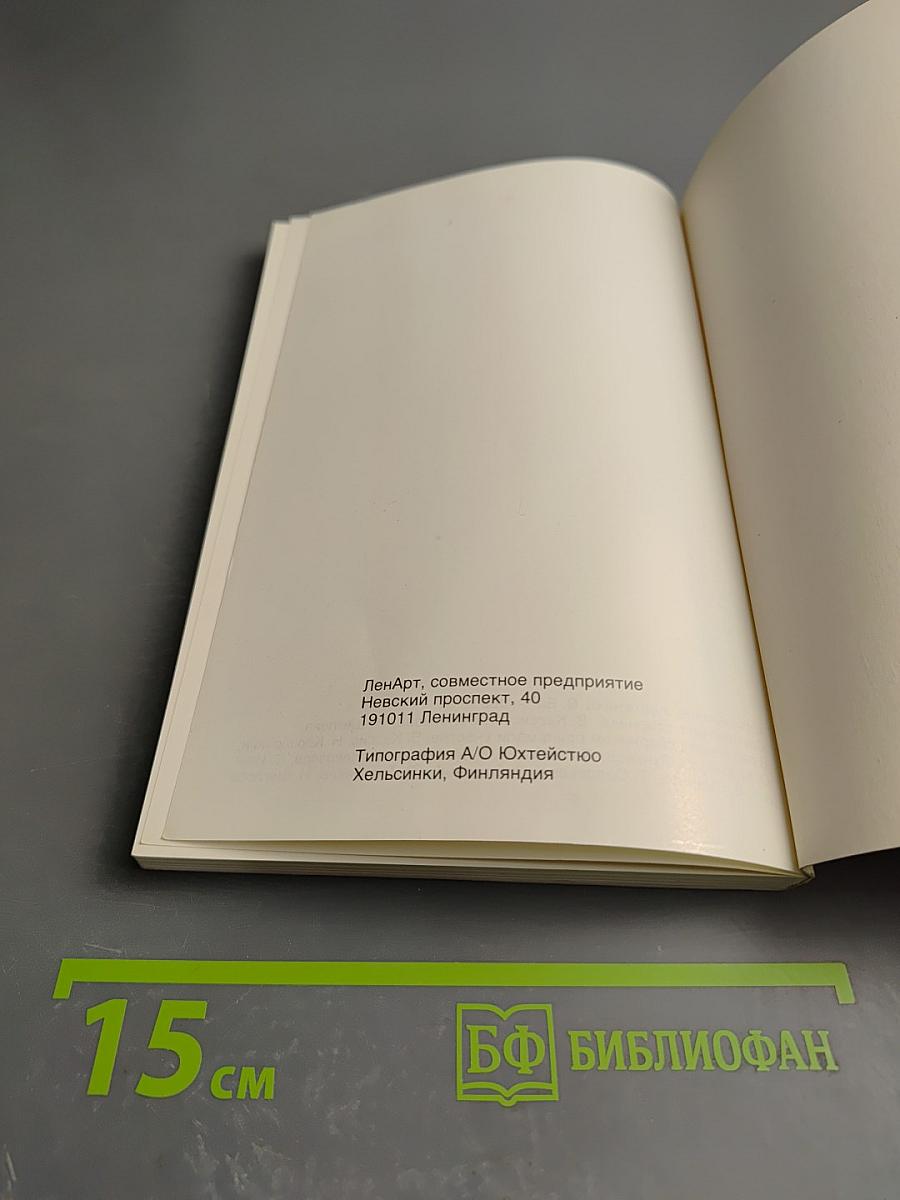 ЛенАрт, совместное предприятие
Невский проспект, 40
191011 Ленинград
Типография А/О Юхтейстюо
Хельсинки, Финляндия
15 см
БФ БИБЛИОФАН